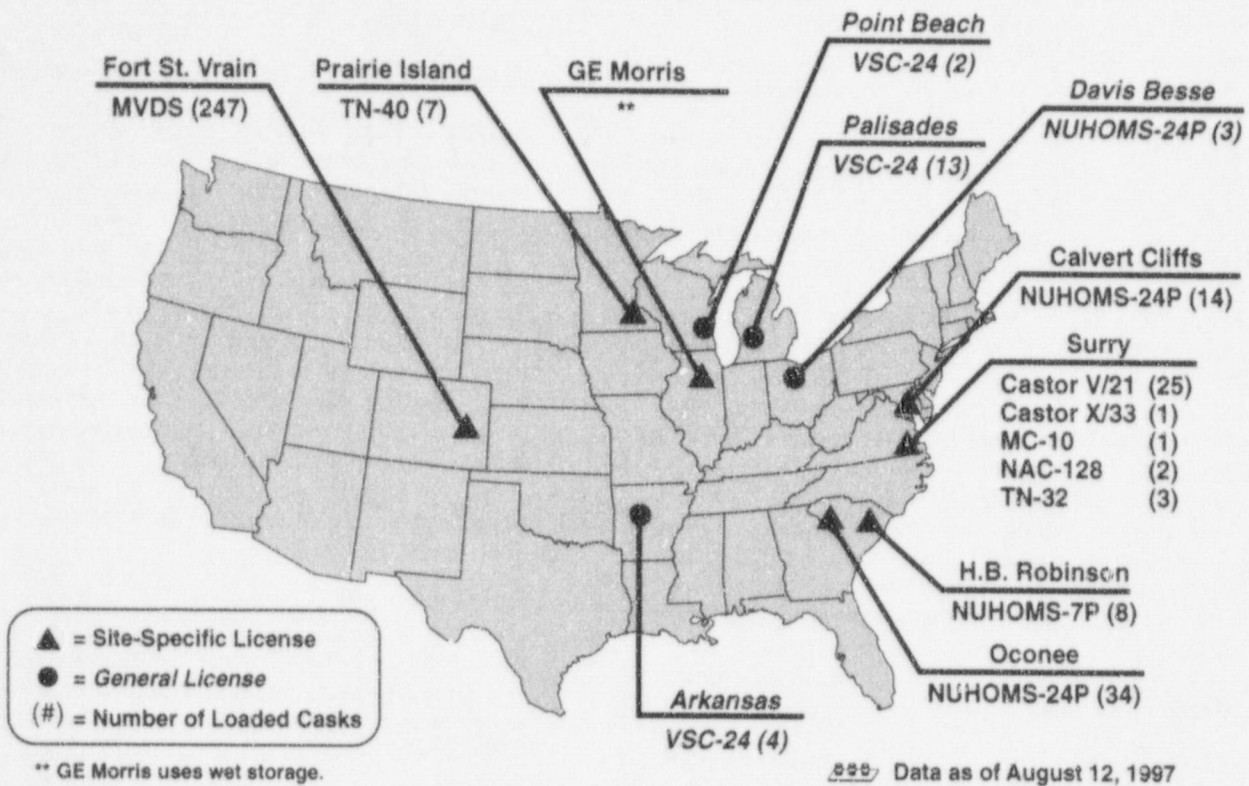 Point Beach
VSC-24 (2)
Fort St. Vrain
MVDS (247)
Prairie Island
TN-40 (7)
GE Morris
**
Palisades
VSC-24 (13)
Davis Besse
NUHOMS-24P (3)
Calvert Cliffs
NUHOMS-24P (14)
Surry
Castor V/21 (25)
Castor X/33 (1)
MC-10 (1)
NAC-128 (2)
TN-32 (3)
H.B. Robinson
NUHOMS-7P (8)
Oconee
NUHOMS-24P (34)
Arkansas
VSC-24 (4)
▲ = Site-Specific License
● = General License
(#) = Number of Loaded Casks
** GE Morris uses wet storage.
Data as of August 12, 1997